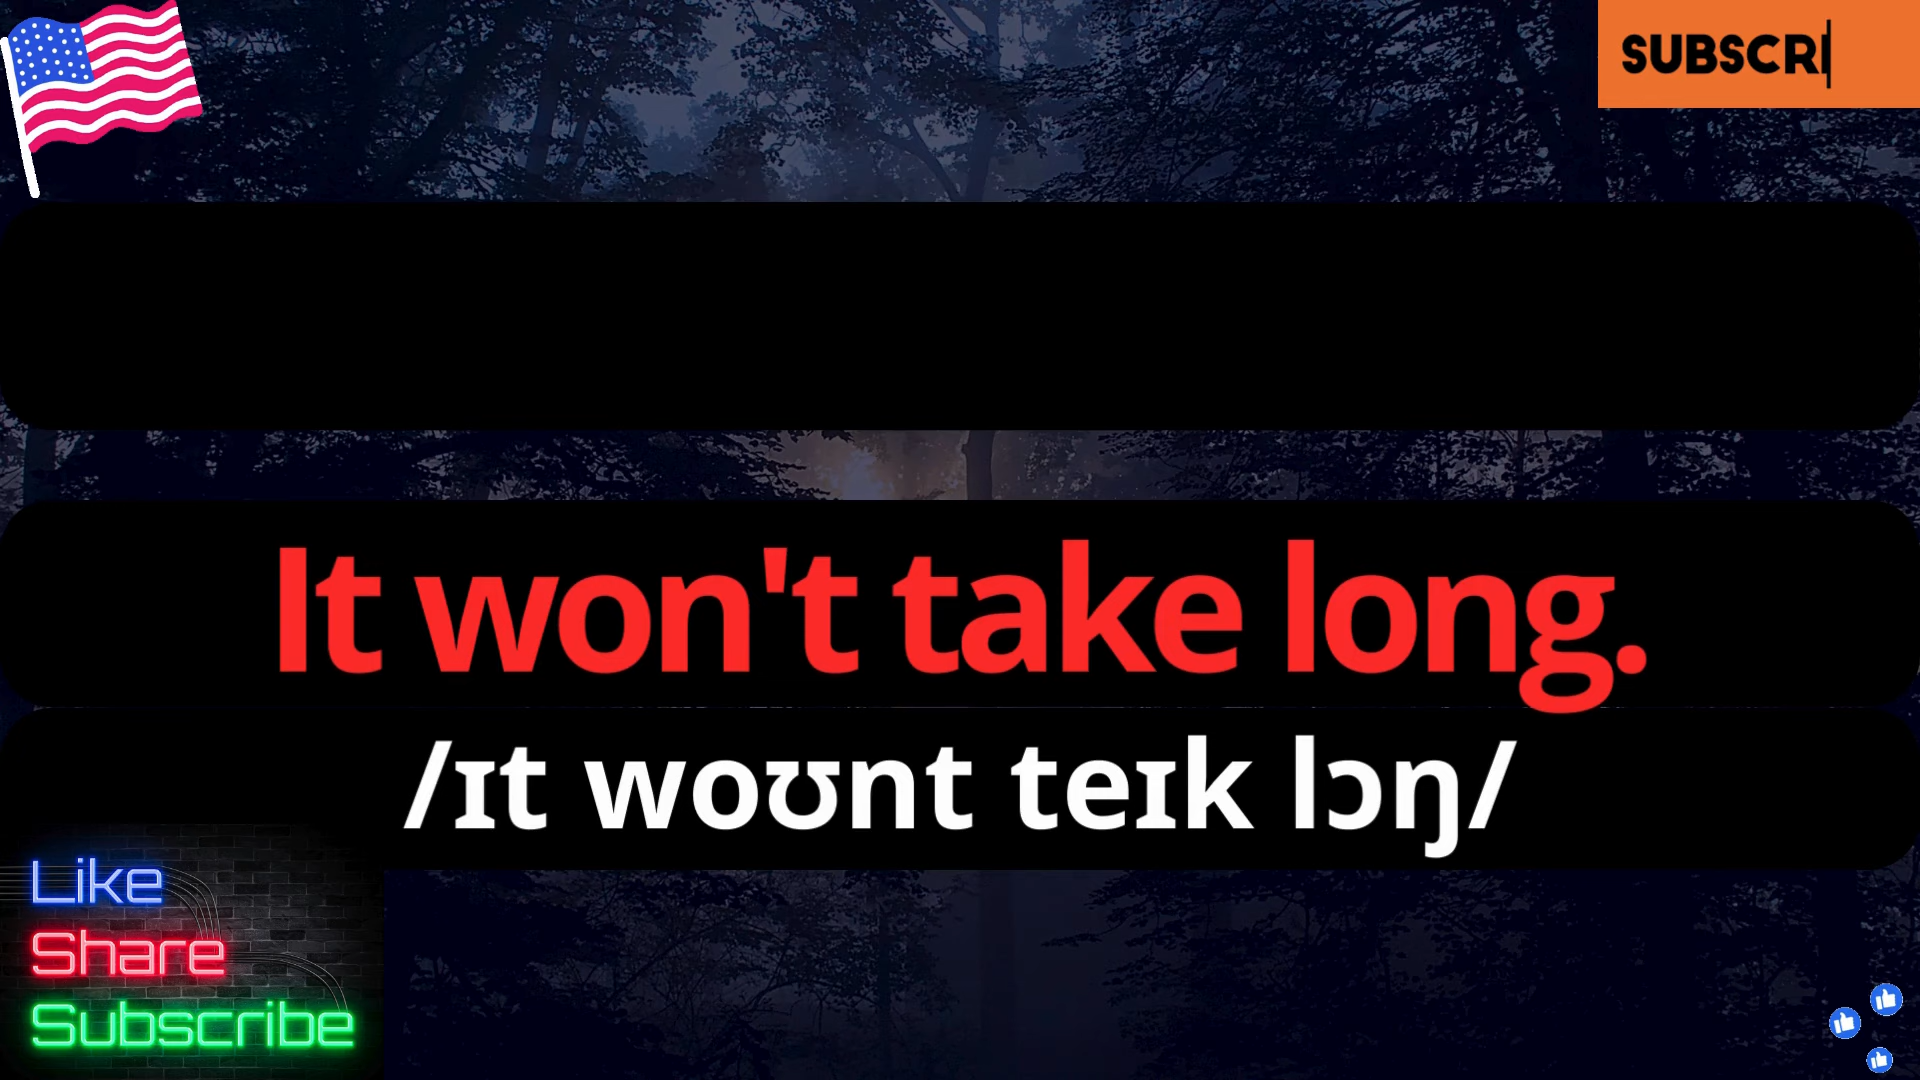 SUBSCRI
It won't take long.
/ɪt woʊnt teɪk lɔŋ/
Like
Share
Subscribe